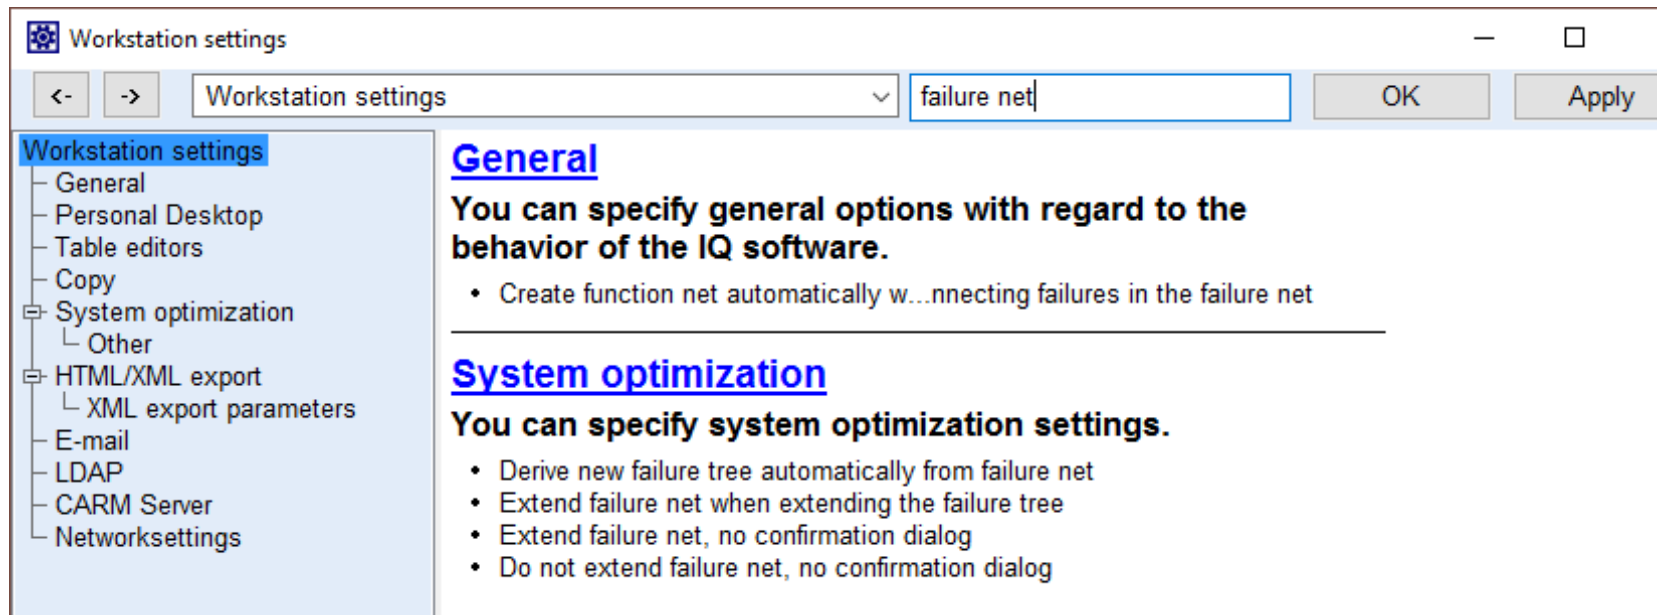 Workstation settings
<- -> Workstation settings failure net OK Apply
Workstation settings
General
Personal Desktop
Table editors
Copy
System optimization
Other
HTML/XML export
XML export parameters
E-mail
LDAP
CARM Server
Networksettings
General
You can specify general options with regard to the
behavior of the IQ software.
• Create function net automatically w...nnecting failures in the failure net
System optimization
You can specify system optimization settings.
• Derive new failure tree automatically from failure net
• Extend failure net when extending the failure tree
• Extend failure net, no confirmation dialog
• Do not extend failure net, no confirmation dialog